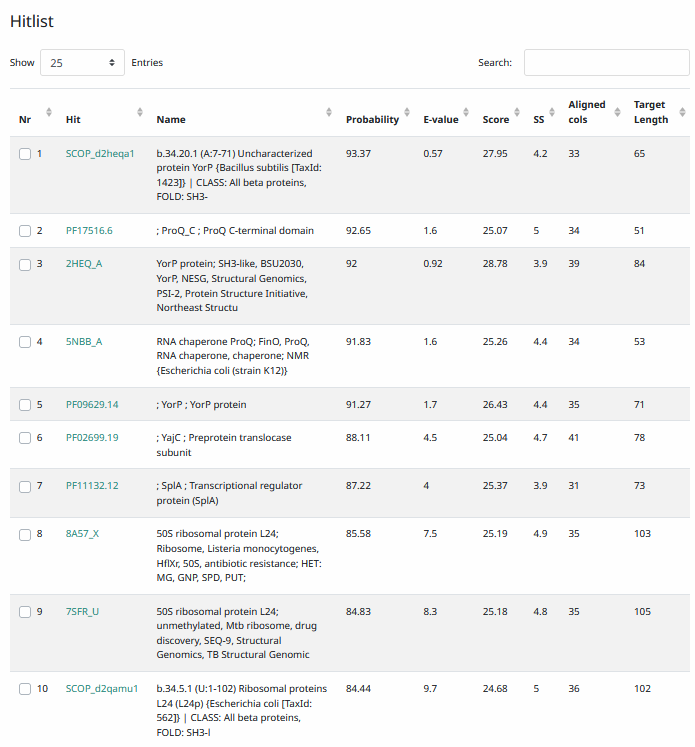 Hitlist
Show 25 Entries Search:
Nr Hit Name Probability E-value Score SS Aligned cols Target Length
1 SCOP_d2heqa1 b.34.20.1 (A:7-71) Uncharacterized 93.37 0.57 27.95 4.2 33 65
protein YorP {Bacillus subtilis [TaxId:
1423]} | CLASS: All beta proteins,
FOLD: SH3-
2 PF17516.6 ; ProQ_C ; ProQ C-terminal domain 92.65 1.6 25.07 5 34 51
3 2HEQ_A YorP protein; SH3-like, BSU2030, 92 0.92 28.78 3.9 39 84
YorP, NESG, Structural Genomics,
PSI-2, Protein Structure Initiative,
Northeast Structu
4 5NBB_A RNA chaperone ProQ; FinO, ProQ, 91.83 1.6 25.26 4.4 34 53
RNA chaperone, chaperone; NMR
{Escherichia coli (strain K12)}
5 PF09629.14 ; YorP ; YorP protein 91.27 1.7 26.43 4.4 35 71
6 PF02699.19 ; YajC ; Preprotein translocase 88.11 4.5 25.04 4.7 41 78
subunit
7 PF11132.12 ; SplA ; Transcriptional regulator 87.22 4 25.37 3.9 31 73
protein (SplA)
8 8A57_X 50S ribosomal protein L24; 85.58 7.5 25.19 4.9 35 103
Ribosome, Listeria monocytogenes,
HflXr, 50S, antibiotic resistance; HET:
MG, GNP, SPD, PUT;
9 7SFR_U 50S ribosomal protein L24; 84.83 8.3 25.18 4.8 35 105
unmethylated, Mtb ribosome, drug
discovery, SEQ-9, Structural
Genomics, TB Structural Genomic
10 SCOP_d2qamu1 b.34.5.1 (U:1-102) Ribosomal proteins 84.44 9.7 24.68 5 36 102
L24 (L24p) {Escherichia coli [TaxId:
562]} | CLASS: All beta proteins,
FOLD: SH3-l